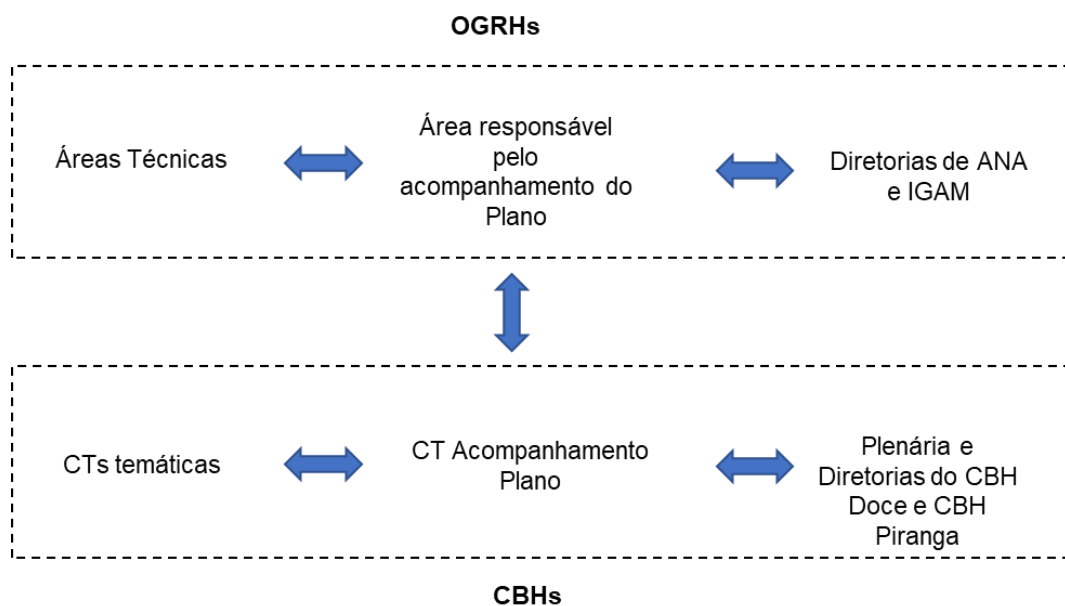 OGRHs
Áreas Técnicas
Área responsável
pelo
acompanhamento do
Plano
Diretorias de ANA
e IGAM
CTs temáticas
CT Acompanhamento
Plano
Plenária e
Diretorias do CBH
Doce e CBH
Piranga
CBHs